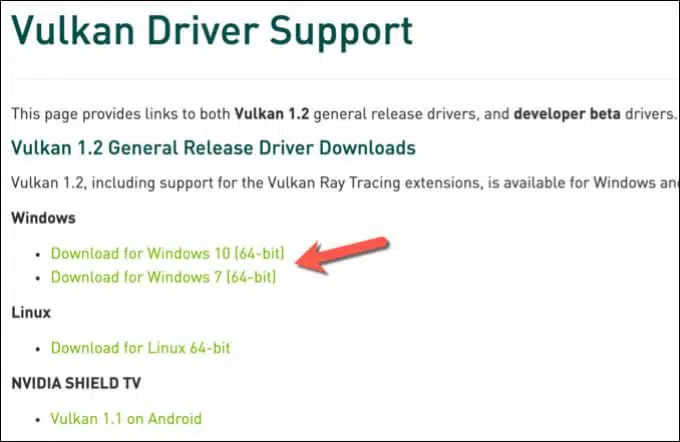 Vulkan Driver Support
This page provides links to both Vulkan 1.2 general release drivers, and developer beta drivers.
Vulkan 1.2 General Release Driver Downloads
Vulkan 1.2, including support for the Vulkan Ray Tracing extensions, is available for Windows and
Windows
• Download for Windows 10 (64-bit)
• Download for Windows 7 (64-bit)
Linux
• Download for Linux 64-bit
NVIDIA SHIELD TV
• Vulkan 1.1 on Android